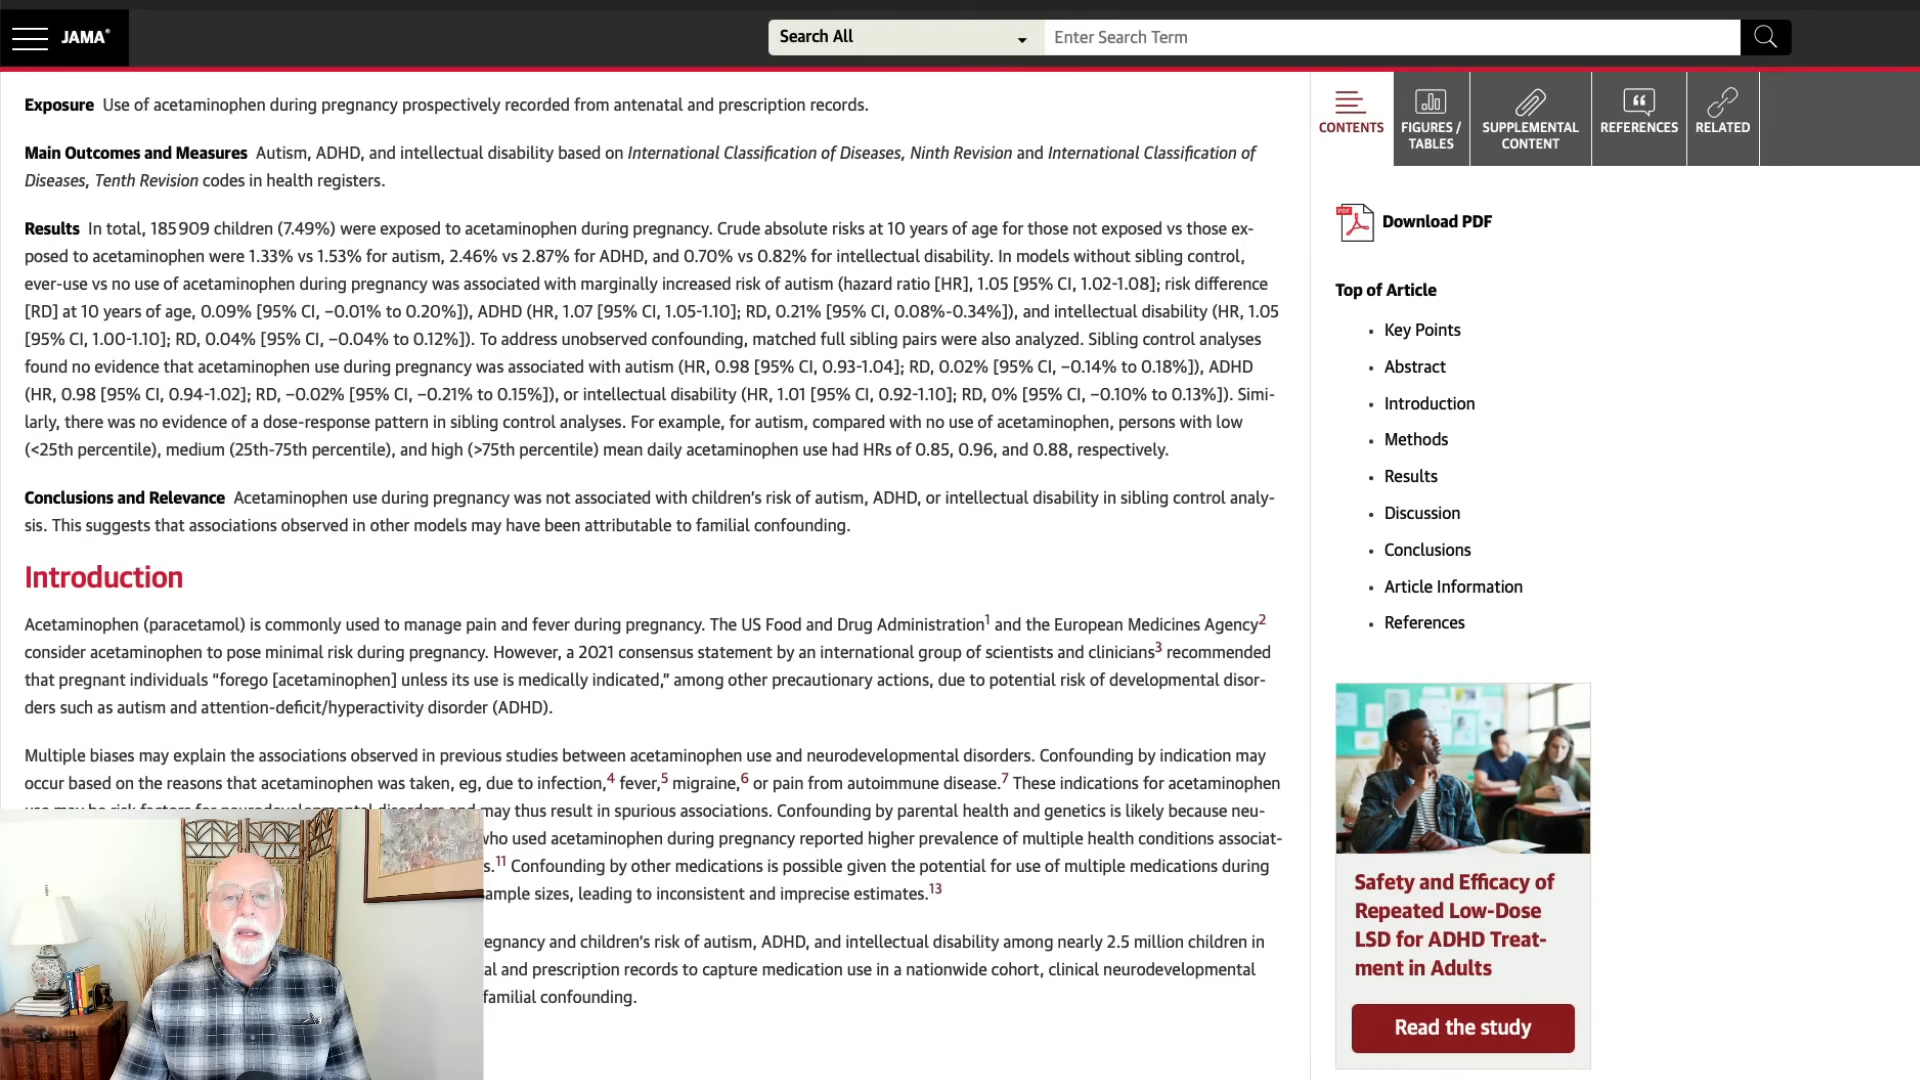 JAMA®
Search All
Enter Search Term
Exposure Use of acetaminophen during pregnancy prospectively recorded from antenatal and prescription records.
Main Outcomes and Measures Autism, ADHD, and intellectual disability based on International Classification of Diseases, Ninth Revision and International Classification of
Diseases, Tenth Revision codes in health registers.
Results In total, 185 909 children (7.49%) were exposed to acetaminophen during pregnancy. Crude absolute risks at 10 years of age for those not exposed vs those ex-
posed to acetaminophen were 1.33% vs 1.53% for autism, 2.46% vs 2.87% for ADHD, and 0.70% vs 0.82% for intellectual disability. In models without sibling control,
ever-use vs no use of acetaminophen during pregnancy was associated with marginally increased risk of autism (hazard ratio [HR], 1.05 [95% CI, 1.02-1.08]; risk difference
[RD] at 10 years of age, 0.09% [95% CI, −0.01% to 0.20%]), ADHD (HR, 1.07 [95% CI, 1.05-1.10]; RD, 0.21% [95% CI, 0.08%-0.34%]), and intellectual disability (HR, 1.05
[95% CI, 1.00-1.10]; RD, 0.04% [95% CI, −0.04% to 0.12%]). To address unobserved confounding, matched full sibling pairs were also analyzed. Sibling control analyses
found no evidence that acetaminophen use during pregnancy was associated with autism (HR, 0.98 [95% CI, 0.93-1.04]; RD, 0.02% [95% CI, −0.14% to 0.18%]), ADHD
(HR, 0.98 [95% CI, 0.94-1.02]; RD, −0.02% [95% CI, −0.21% to 0.15%]), or intellectual disability (HR, 1.01 [95% CI, 0.92-1.10]; RD, 0% [95% CI, −0.10% to 0.13%]). Simi-
larly, there was no evidence of a dose-response pattern in sibling control analyses. For example, for autism, compared with no use of acetaminophen, persons with low
(<25th percentile), medium (25th-75th percentile), and high (>75th percentile) mean daily acetaminophen use had HRs of 0.85, 0.96, and 0.88, respectively.
Conclusions and Relevance Acetaminophen use during pregnancy was not associated with children's risk of autism, ADHD, or intellectual disability in sibling control analy-
sis. This suggests that associations observed in other models may have been attributable to familial confounding.
Introduction
Acetaminophen (paracetamol) is commonly used to manage pain and fever during pregnancy. The US Food and Drug Administration1 and the European Medicines Agency2
consider acetaminophen to pose minimal risk during pregnancy. However, a 2021 consensus statement by an international group of scientists and clinicians3 recommended
that pregnant individuals “forego [acetaminophen] unless its use is medically indicated,” among other precautionary actions, due to potential risk of developmental disor-
ders such as autism and attention-deficit/hyperactivity disorder (ADHD).
Multiple biases may explain the associations observed in previous studies between acetaminophen use and neurodevelopmental disorders. Confounding by indication may
occur based on the reasons that acetaminophen was taken, eg, due to infection,4 fever,5 migraine,6 or pain from autoimmune disease.7 These indications for acetaminophen
use may be risk factors for neurodevelopmental disorders and may thus result in spurious associations. Confounding by parental health and genetics is likely because neu-
who used acetaminophen during pregnancy reported higher prevalence of multiple health conditions associat-
s.11 Confounding by other medications is possible given the potential for use of multiple medications during
ample sizes, leading to inconsistent and imprecise estimates.13
egnancy and children's risk of autism, ADHD, and intellectual disability among nearly 2.5 million children in
al and prescription records to capture medication use in a nationwide cohort, clinical neurodevelopmental
familial confounding.
CONTENTS
FIGURES /
TABLES
SUPPLEMENTAL
CONTENT
REFERENCES
RELATED
PDF
Download PDF
Top of Article
• Key Points
• Abstract
• Introduction
• Methods
• Results
• Discussion
• Conclusions
• Article Information
• References
Safety and Efficacy of
Repeated Low-Dose
LSD for ADHD Treat-
ment in Adults
Read the study